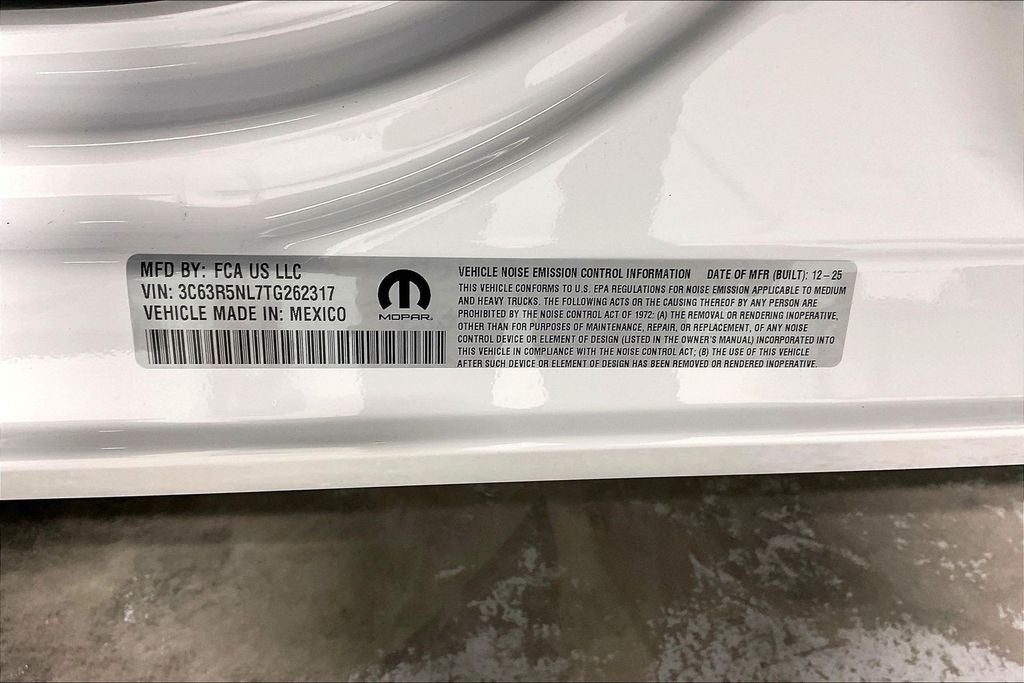 MFD BY: FCA US LLC
VIN: 3C63R5NL7TG262317
VEHICLE MADE IN: MEXICO
MOPAR
VEHICLE NOISE EMISSION CONTROL INFORMATION DATE OF MFR (BUILT): 12-25
THIS VEHICLE CONFORMS TO U.S. EPA REGULATIONS FOR NOISE EMISSION APPLICABLE TO MEDIUM
AND HEAVY TRUCKS. THE FOLLOWING ACTS OR THE CAUSING THEREOF BY ANY PERSON ARE
PROHIBITED BY THE NOISE CONTROL ACT OF 1972: (A) THE REMOVAL OR RENDERING INOPERATIVE,
OTHER THAN FOR PURPOSES OF MAINTENANCE, REPAIR, OR REPLACEMENT, OF ANY NOISE
CONTROL DEVICE OR ELEMENT OF DESIGN (LISTED IN THE OWNER'S MANUAL) INCORPORATED INTO
THIS VEHICLE IN COMPLIANCE WITH THE NOISE CONTROL ACT; (B) THE USE OF THIS VEHICLE
AFTER SUCH DEVICE OR ELEMENT OF DESIGN HAS BEEN REMOVED OR RENDERED INOPERATIVE.